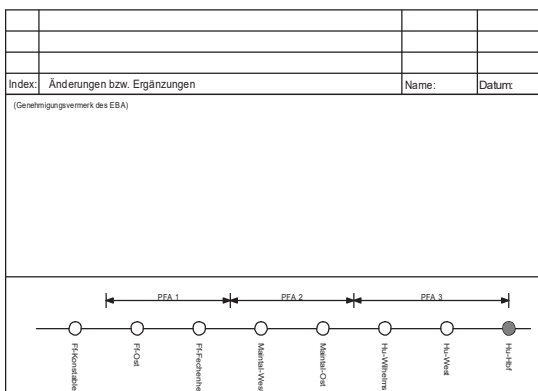 Index: Änderungen bzw. Ergänzungen Name: Datum:
(Genehmigungsvermerk des EBA)
PFA 1 PFA 2 PFA 3
Ff-Konstable
Ff-Ost
Ff-Fechenhe
Maintal-West
Maintal-Ost
Hu-Wilhelms
Hu-West
Hu-Hbf